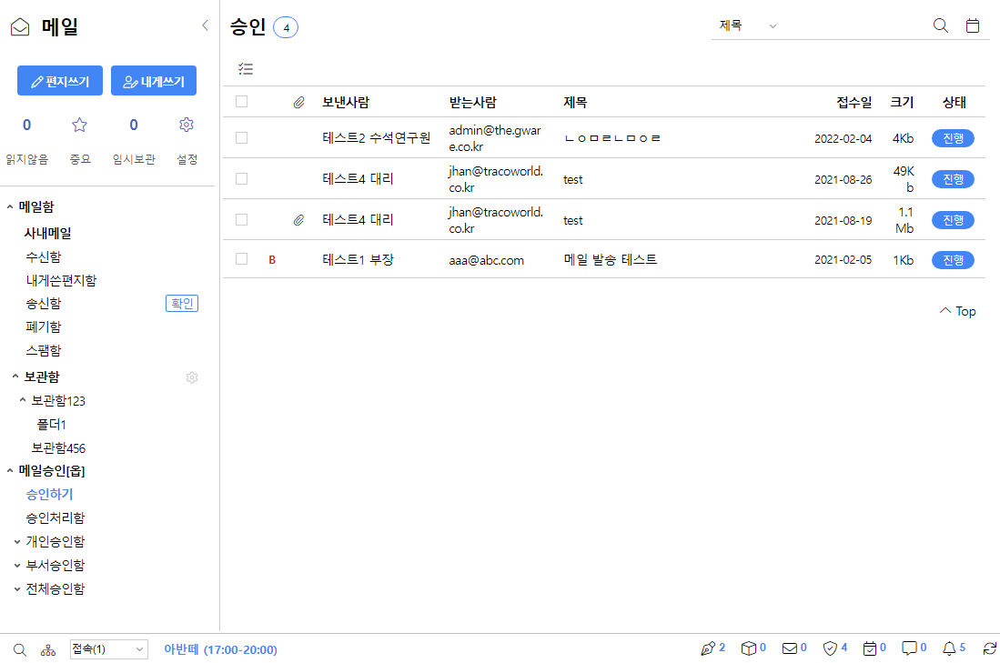 메일
편지쓰기 내게쓰기
0 0
읽지않음 중요 임시보관 설정
메일함
사내메일
수신함
내게쓴편지함
송신함 확인
폐기함
스팸함
보관함
보관함123
폴더1
보관함456
메일승인[옵]
승인하기
승인처리함
개인승인함
부서승인함
전체승인함
승인 4
제목
보낸사람 받는사람 제목 접수일 크기 상태
테스트2 수석연구원 admin@the.gwar
e.co.kr ㄴㅇㅁㄹㄴㅁㅇㄹ 2022-02-04 4Kb 진행
테스트4 대리 jhan@tracoworld.
co.kr test 2021-08-26 49K
b 진행
테스트4 대리 jhan@tracoworld.
co.kr test 2021-08-19 1.1
Mb 진행
B 테스트1 부장 aaa@abc.com 메일 발송 테스트 2021-02-05 1Kb 진행
Top
접속(1) 아반떼 (17:00-20:00) 2 0 0 4 0 0 5